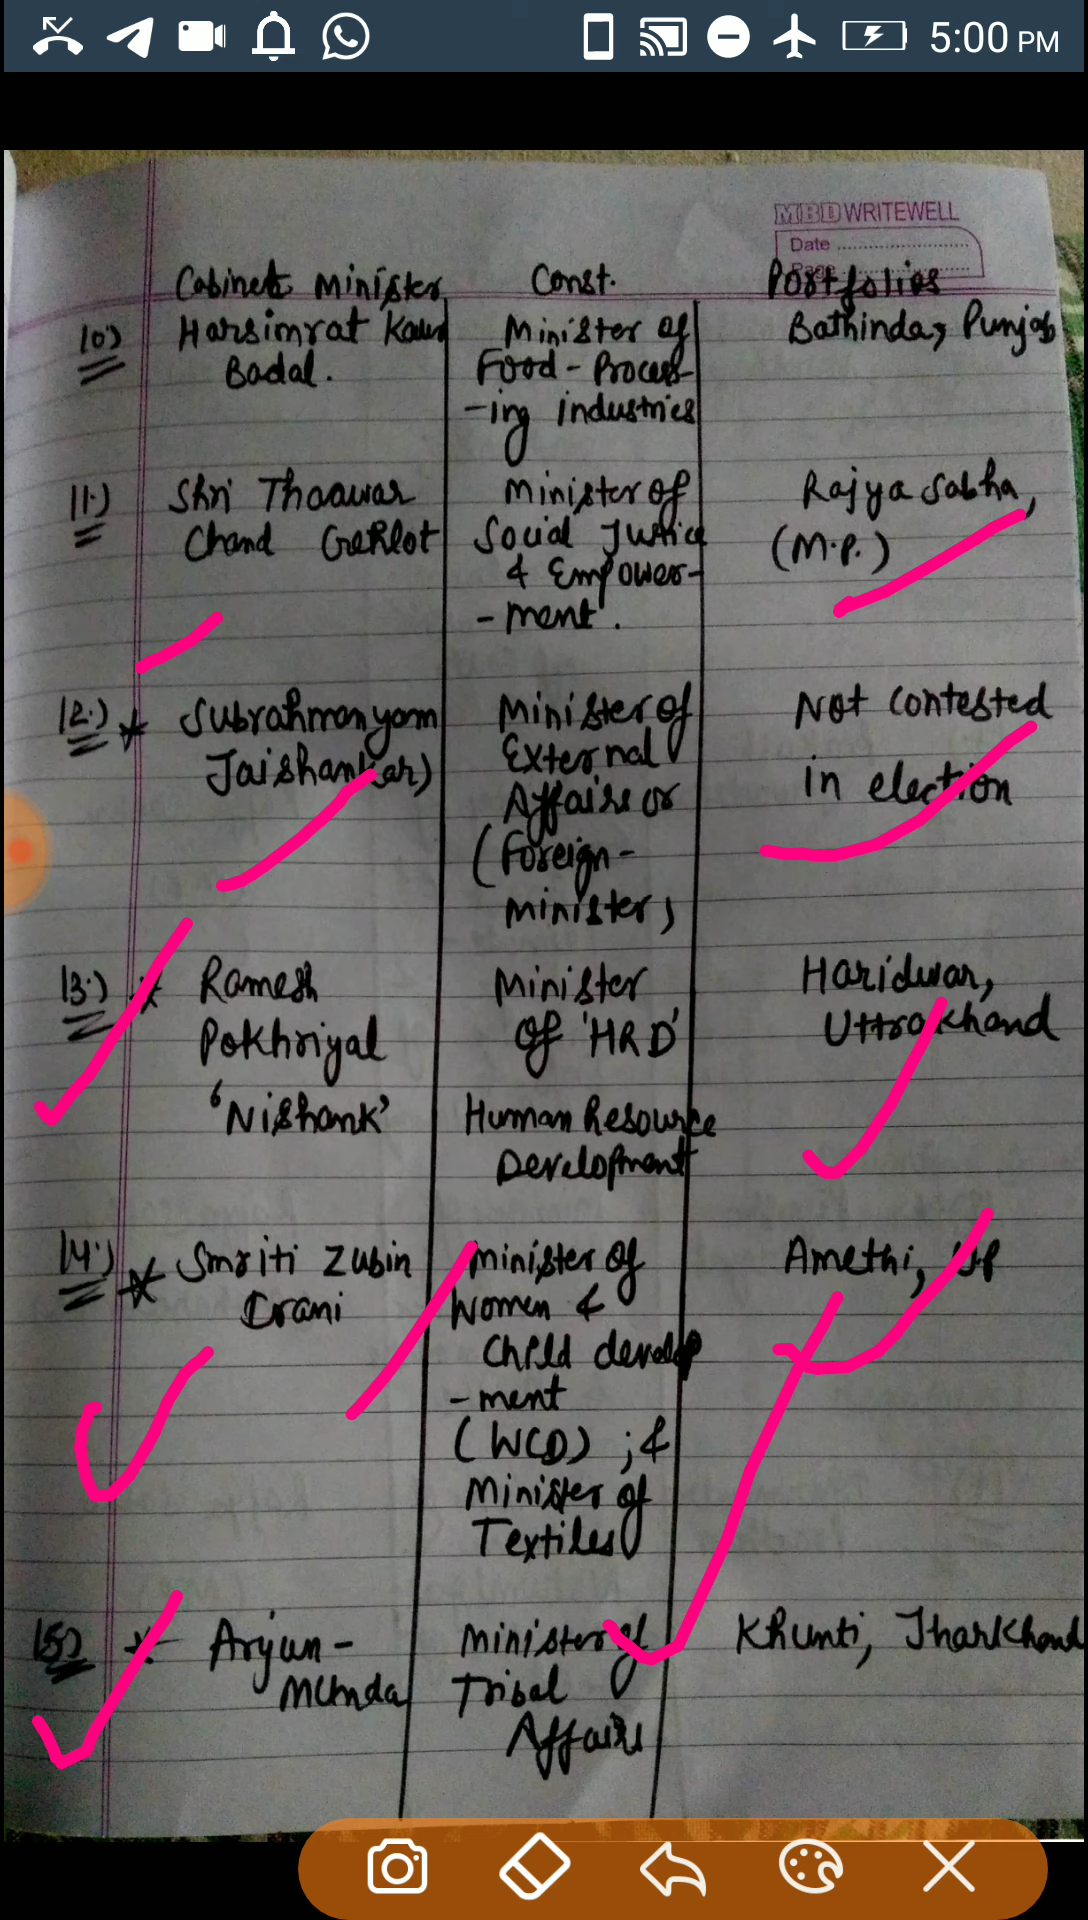 5:00 PM
MBD WRITEWELL
Date
Page
Cabinet Minister Const. Portfolios
10) Harsimrat Kaur Badal. Minister of Food - Process- -ing industries Bathinda, Punjab
11.) Shri Thaawar Chand Gehlot Minister of Social Justice & Empower- -ment. Rajya Sabha, (M.P.)
12.) Subrahmanyam Jaishankar) Minister of External Affairs or (Foreign- minister) Not contested in election
13.) Ramesh Pokhriyal 'Nishank' Minister of 'HRD' Human Resource Development Haridwar, Uttrakhand
14.) Smriti Zubin Irani Minister of Women & Child develop -ment (WCD) ; & Minister of Textiles Amethi, UP
15) Arjun- Munda Minister of Tribal Affairs Khunti, Jharkhand